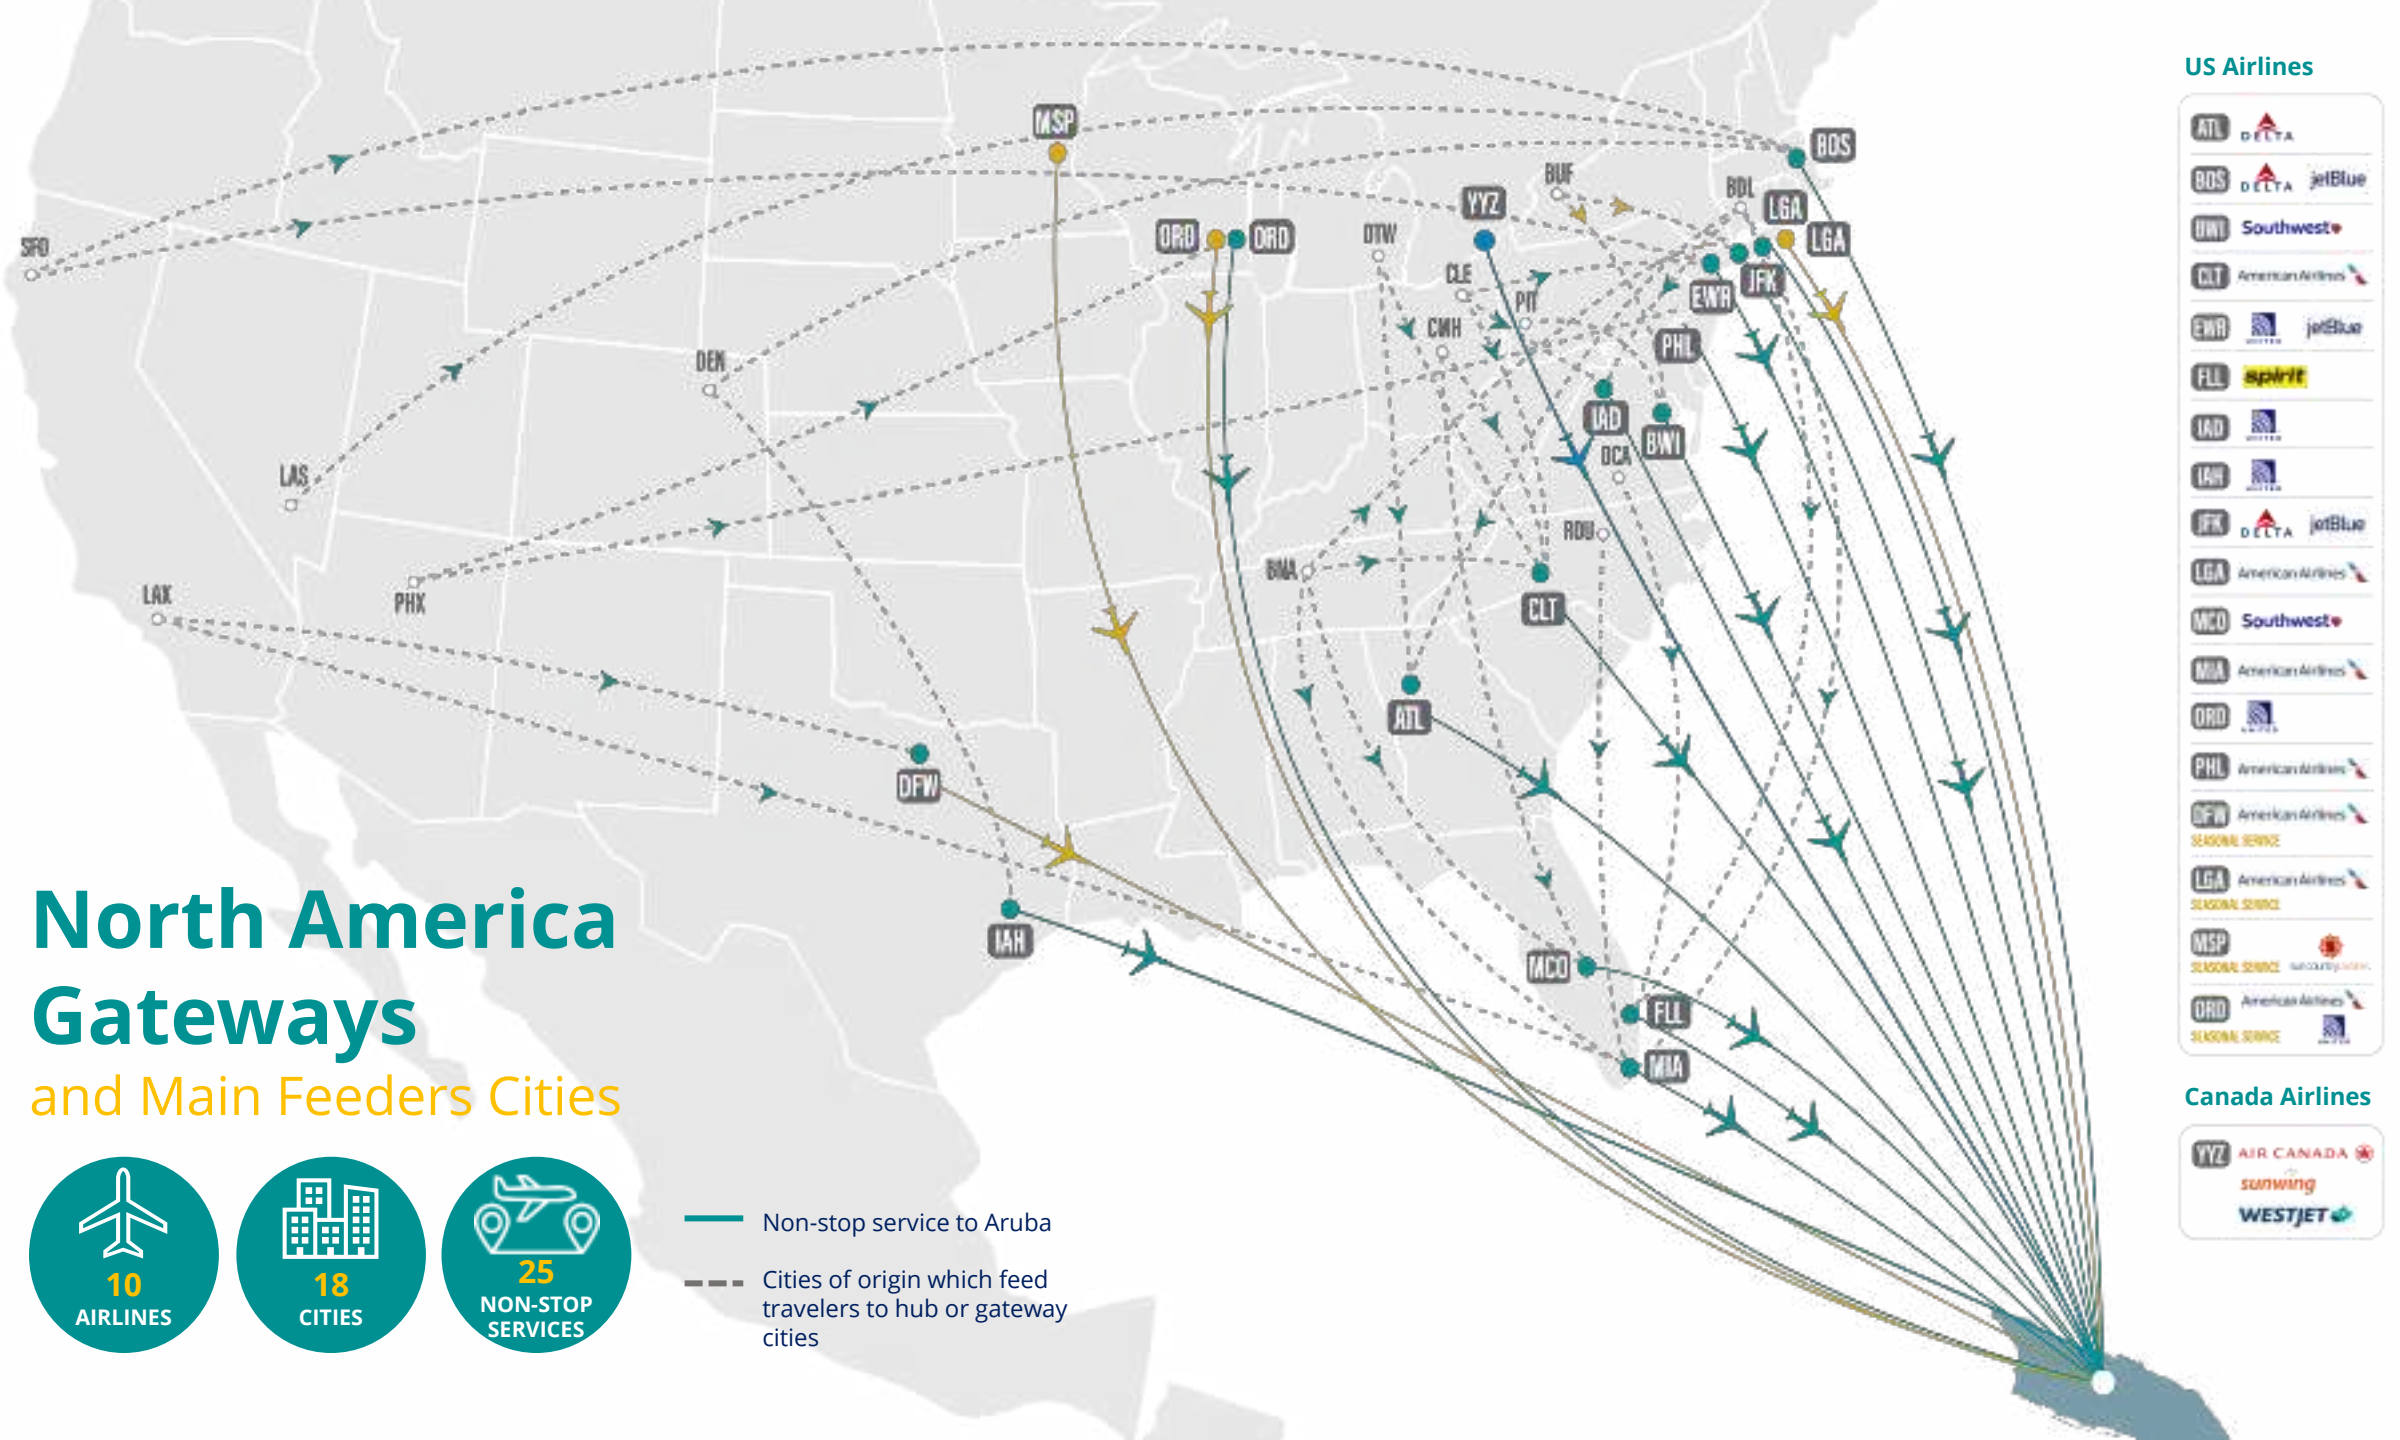 North America
Gateways
and Main Feeders Cities
10
AIRLINES
18
CITIES
25
NON-STOP
SERVICES
Non-stop service to Aruba
Cities of origin which feed
travelers to hub or gateway
cities
SFO
LAS
LAX
PHX
DEN
MSP
ORD
ORD
DFW
IAH
DTW
CLE
PIT
BNA
YYZ
BUF
BDL
BOS
LGA
LGA
JFK
EWR
PHL
IAD
BWI
DCA
RDU
CLT
ATL
MCO
FLL
MIA
US Airlines
ATL DELTA
BOS DELTA jetBlue
BWI Southwest
CLT American Airlines
EWR UNITED jetBlue
FLL spirit
IAD UNITED
IAH UNITED
JFK DELTA jetBlue
LGA American Airlines
MCO Southwest
MIA American Airlines
ORD UNITED
PHL American Airlines
DFW American Airlines
SEASONAL SERVICE
LGA American Airlines
SEASONAL SERVICE
MSP
SEASONAL SERVICE
ORD American Airlines
SEASONAL SERVICE UNITED
Canada Airlines
YYZ AIR CANADA
sunwing
WESTJET